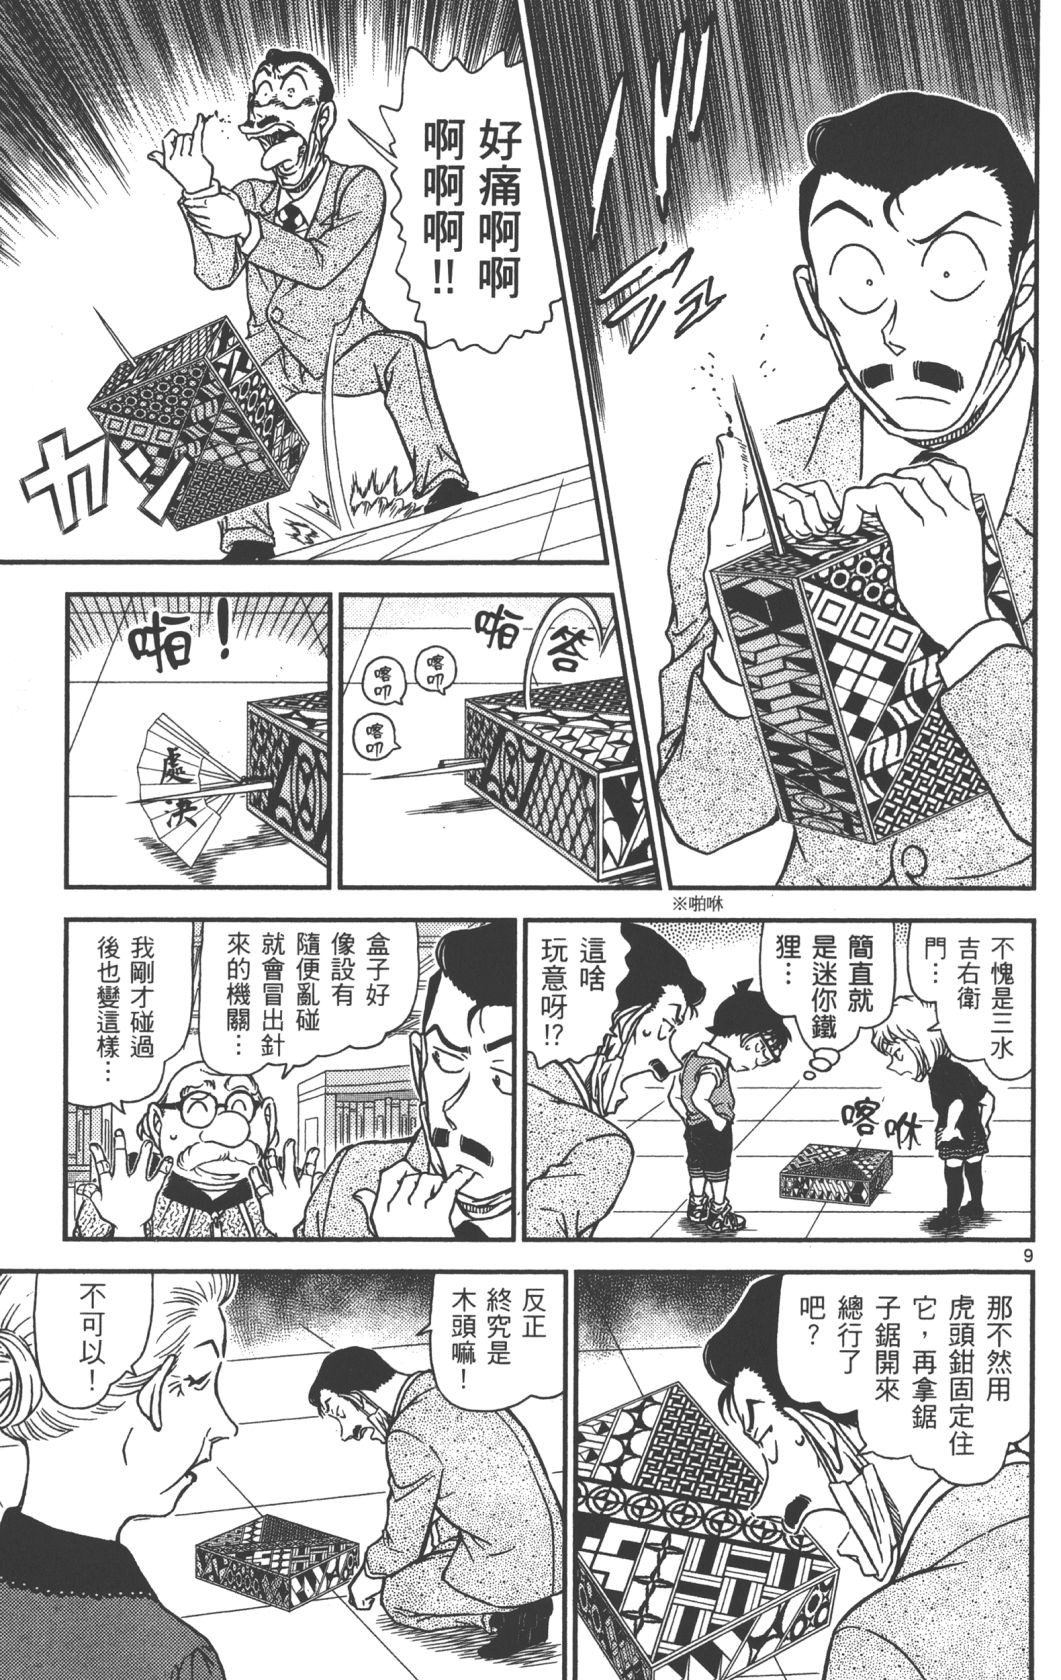 プシュ
※啪咻
好痛啊啊
啊啊啊!!
カツン
啪
答
喀叩
喀叩
喀叩
啪!
處
決
不愧是三水
吉右衛
門…
簡直就
是迷你鐵
狸…
這啥
玩意呀!?
喀咻
盒子好
像設有
隨便亂碰
就會冒出針
來的機關…
我剛才碰過
後也變這樣…
9
那不然用
虎頭鉗固定住
它，再拿鋸
子鋸開來
總行了
吧？
反正
終究是
木頭嘛！
不可以！